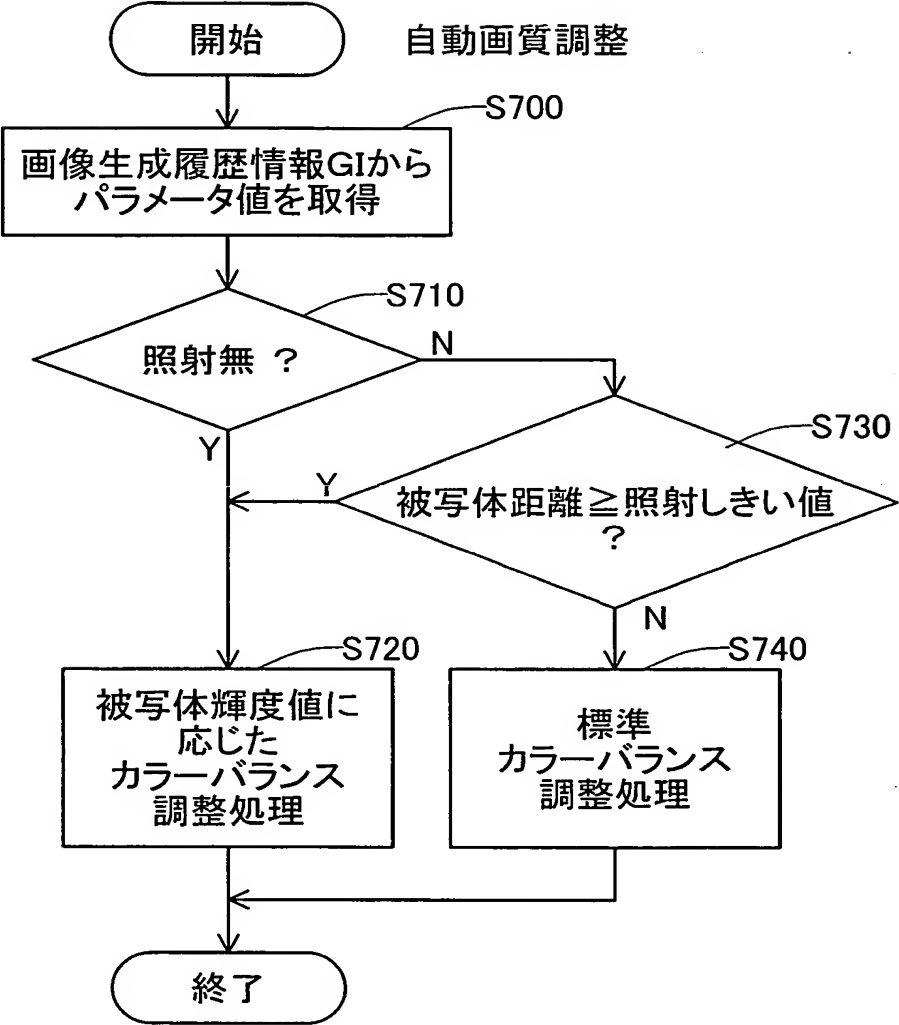 開始
自動画質調整
S700
画像生成履歴情報GIから
パラメータ値を取得
S710
照射無 ?
N
Y
S730
Y
被写体距離≧照射しきい値
?
N
S720
被写体輝度値に
応じた
カラーバランス
調整処理
S740
標準
カラーバランス
調整処理
終了